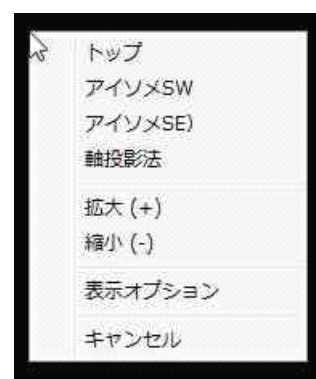 トップ
アイソメSW
アイソメSE)
軸投影法
拡大 (+)
縮小 (-)
表示オプション
キャンセル